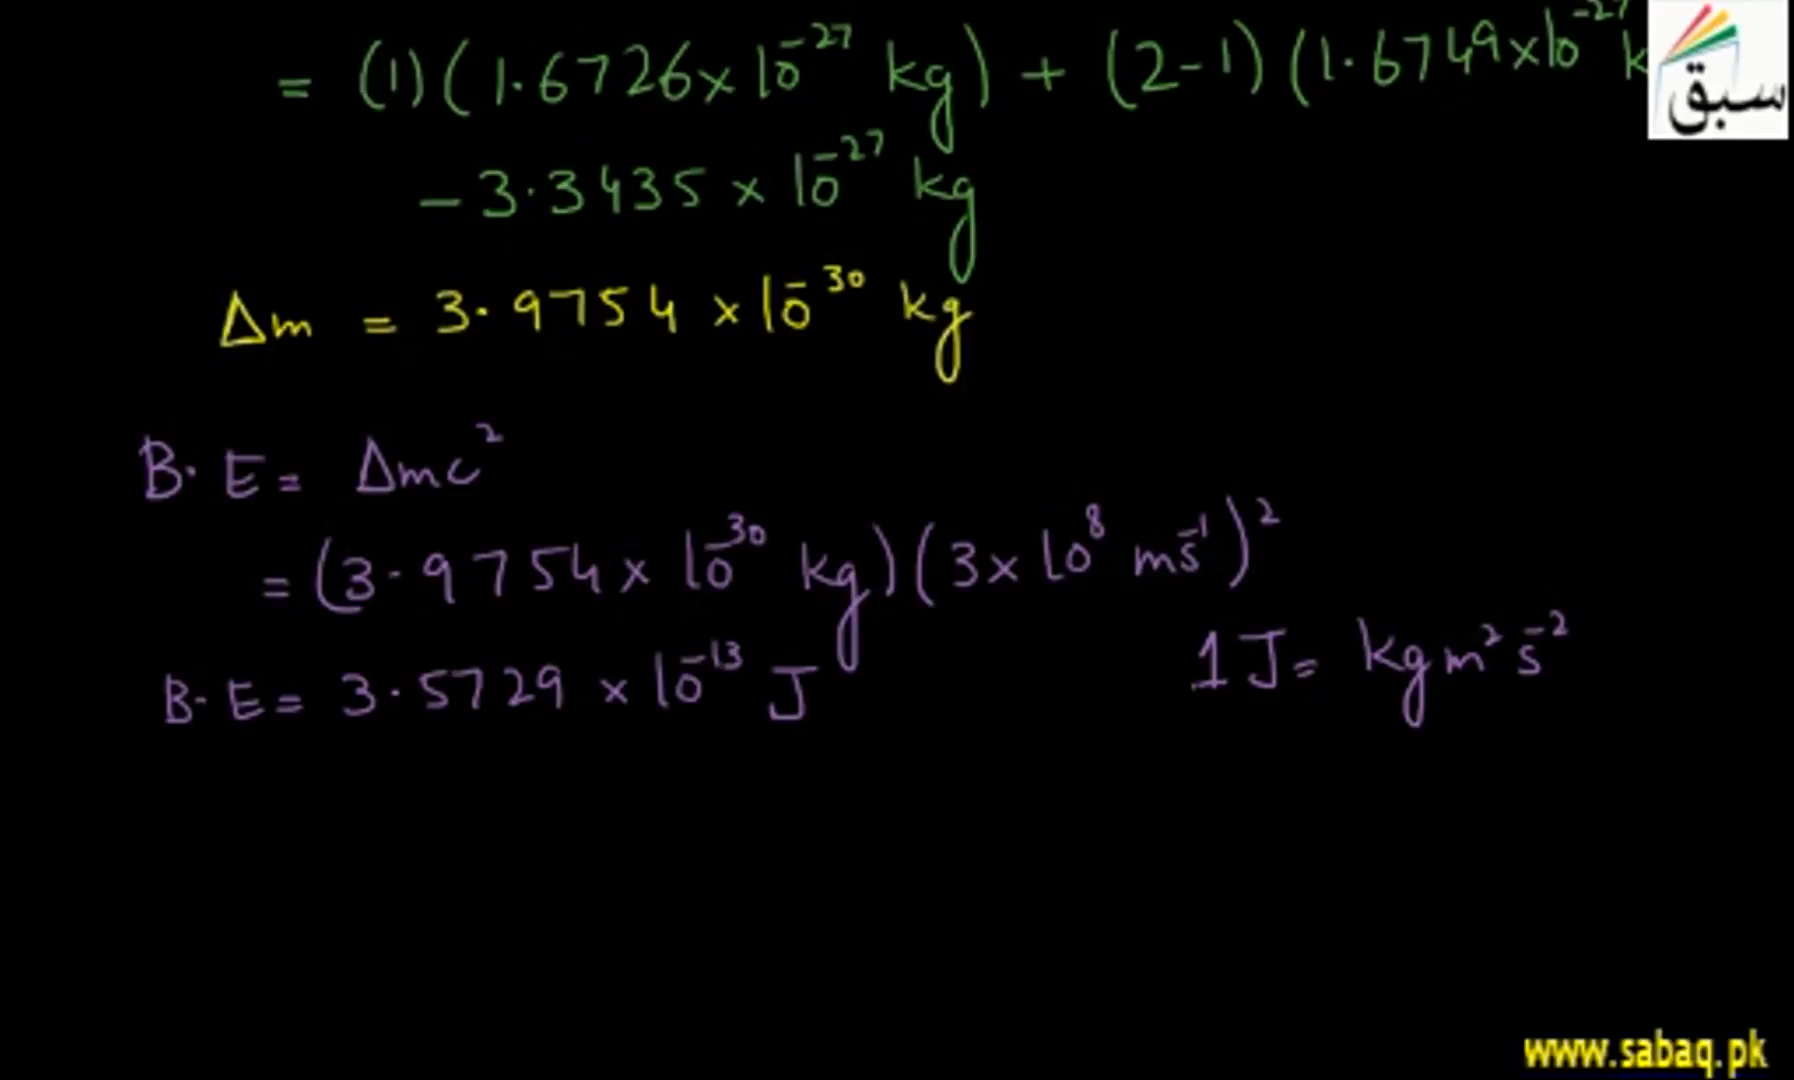 = (1) (1.6726 × 10⁻²⁷ kg) + (2-1) (1.6749 × 10⁻²⁷ k
سبق
- 3.3435 × 10⁻²⁷ kg
Δm = 3.9754 × 10⁻³⁰ kg
B.E = Δmc²
= (3.9754 × 10⁻³⁰ kg) (3 × 10⁸ ms⁻¹)²
B.E = 3.5729 × 10⁻¹³ J
1J = kg m² s⁻²
www.sabaq.pk